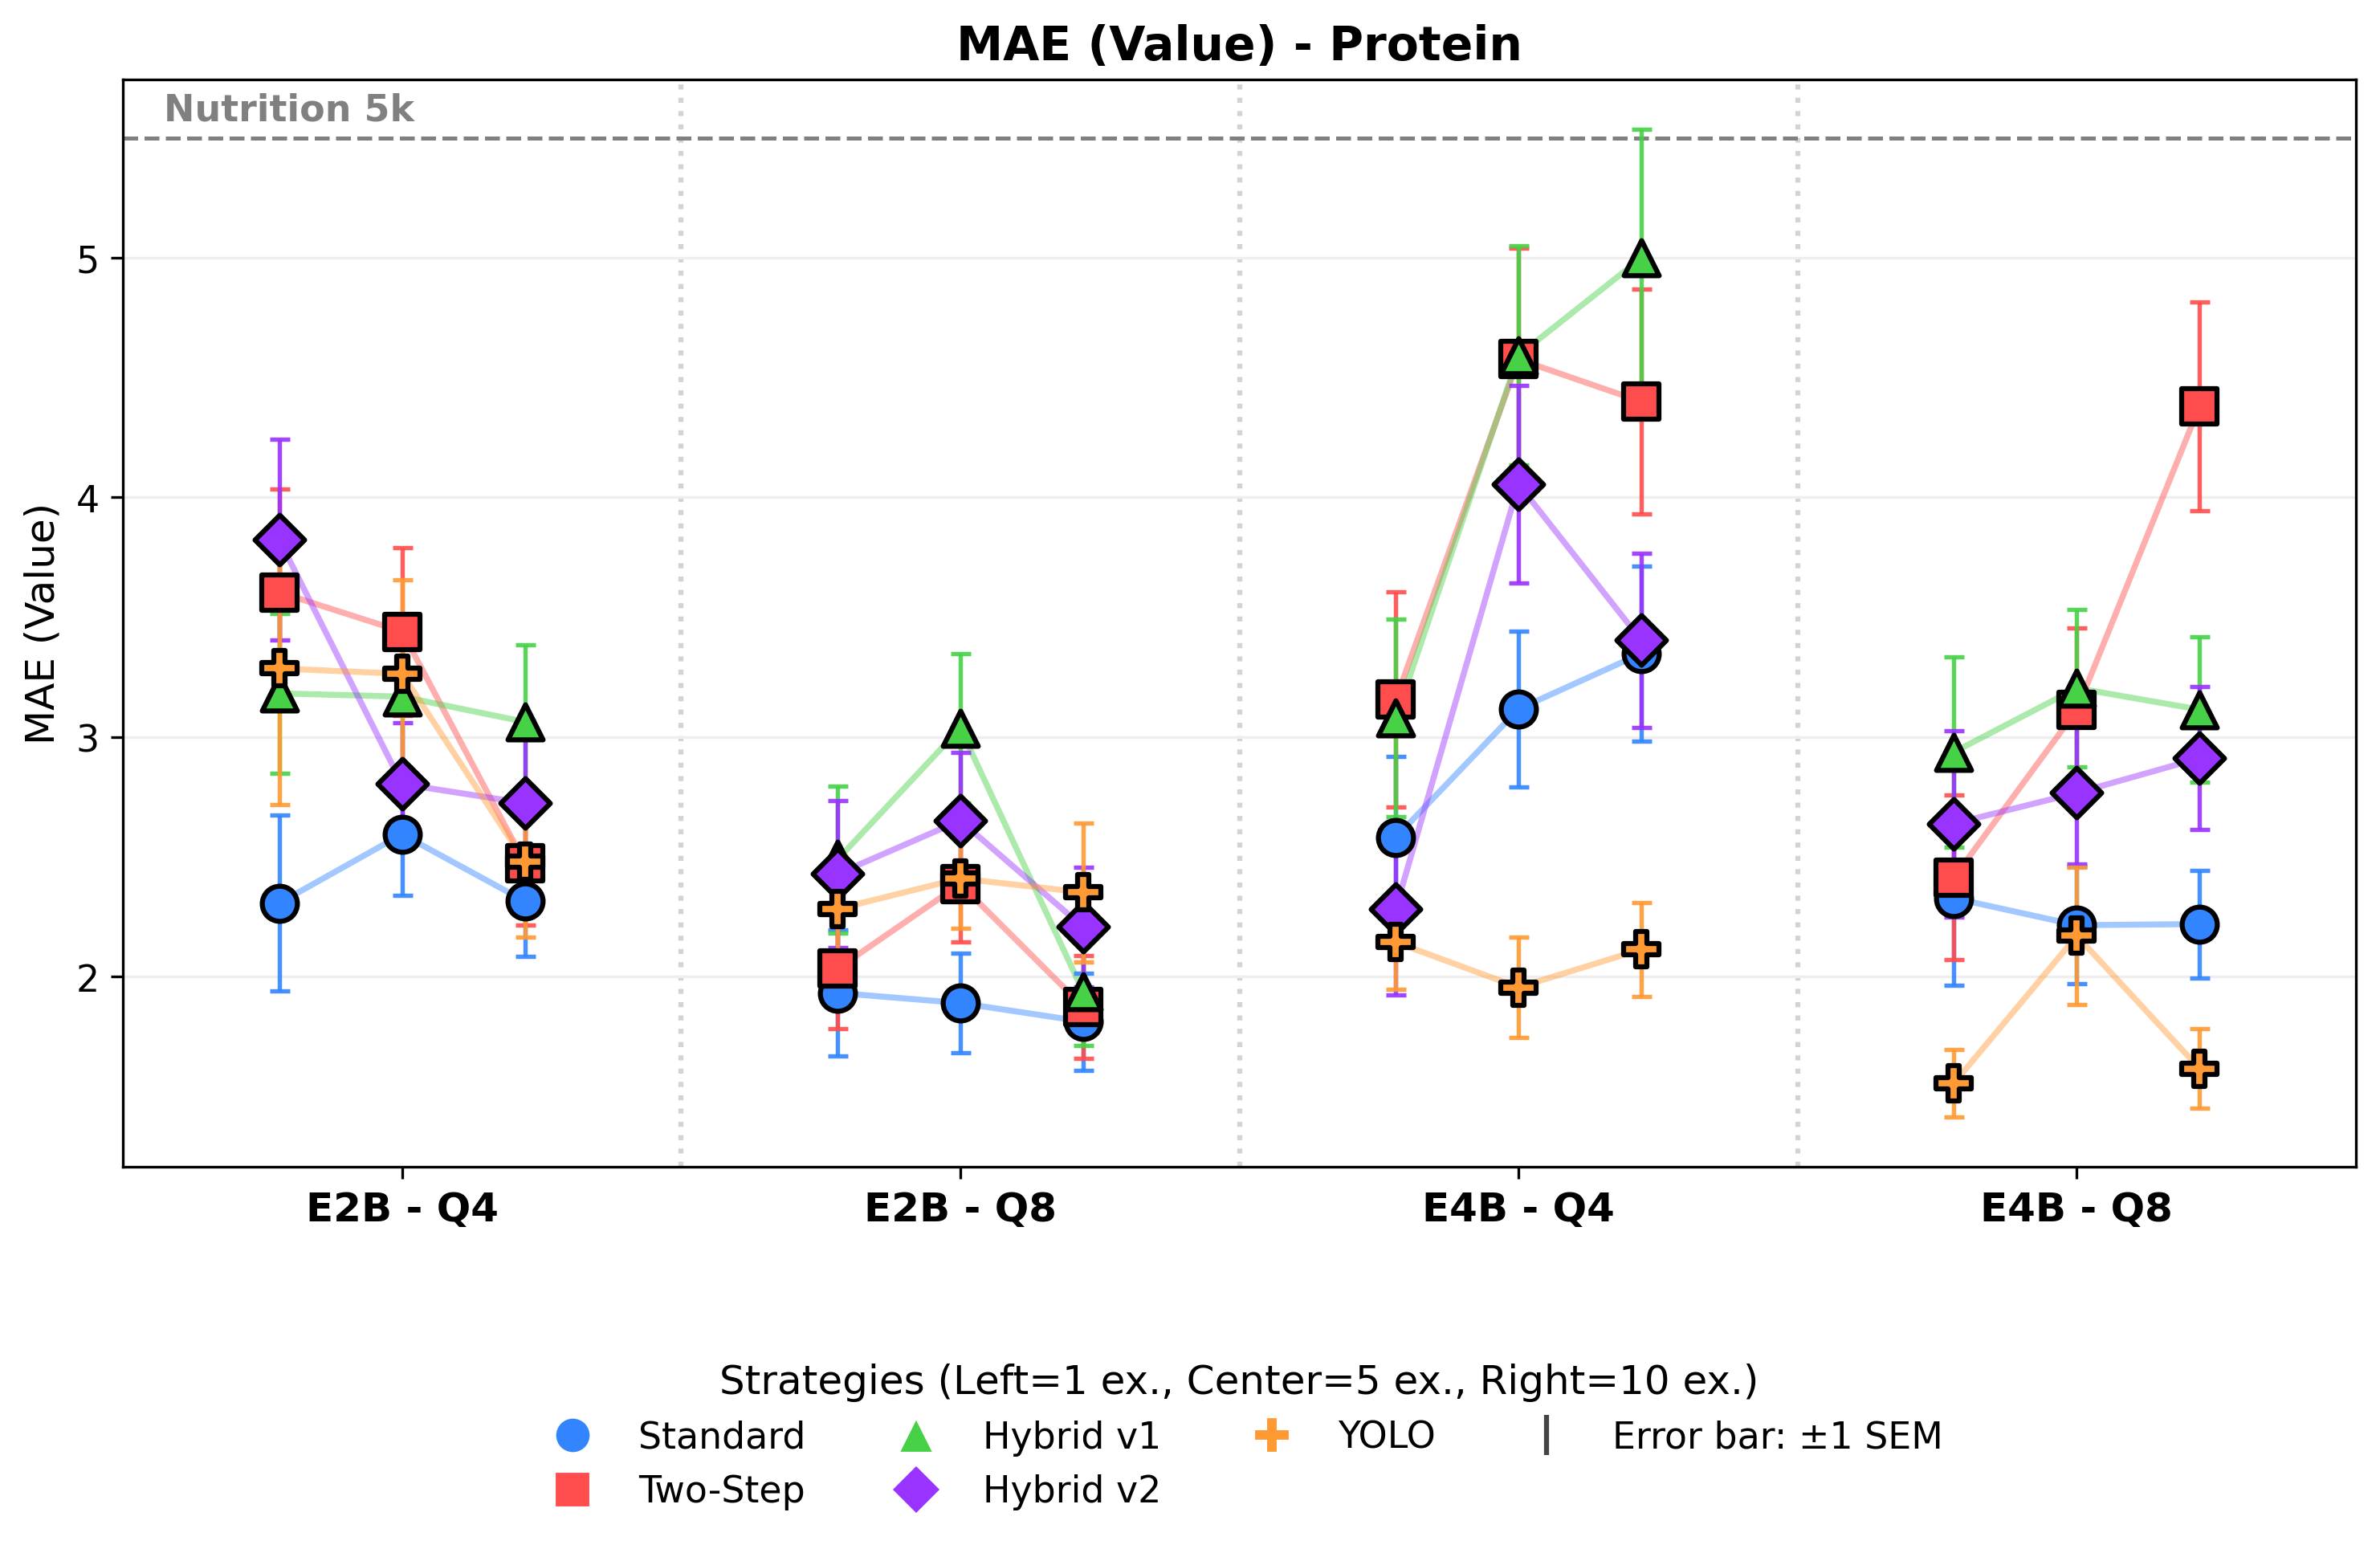 MAE (Value) - Protein
Nutrition 5k
MAE (Value)
5
4
3
2
E2B - Q4
E2B - Q8
E4B - Q4
E4B - Q8
Strategies (Left=1 ex., Center=5 ex., Right=10 ex.)
Standard
Two-Step
Hybrid v1
Hybrid v2
YOLO
Error bar: ±1 SEM